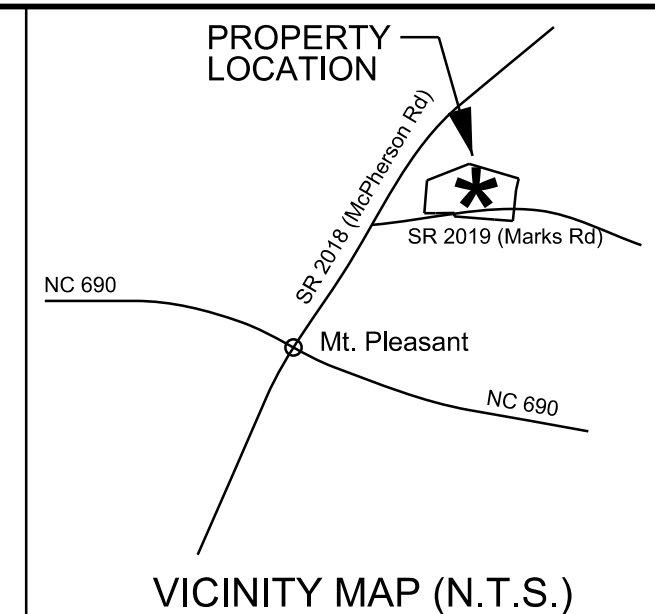 PROPERTY
LOCATION
SR 2018 (McPherson Rd)
SR 2019 (Marks Rd)
NC 690
Mt. Pleasant
NC 690
VICINITY MAP (N.T.S.)